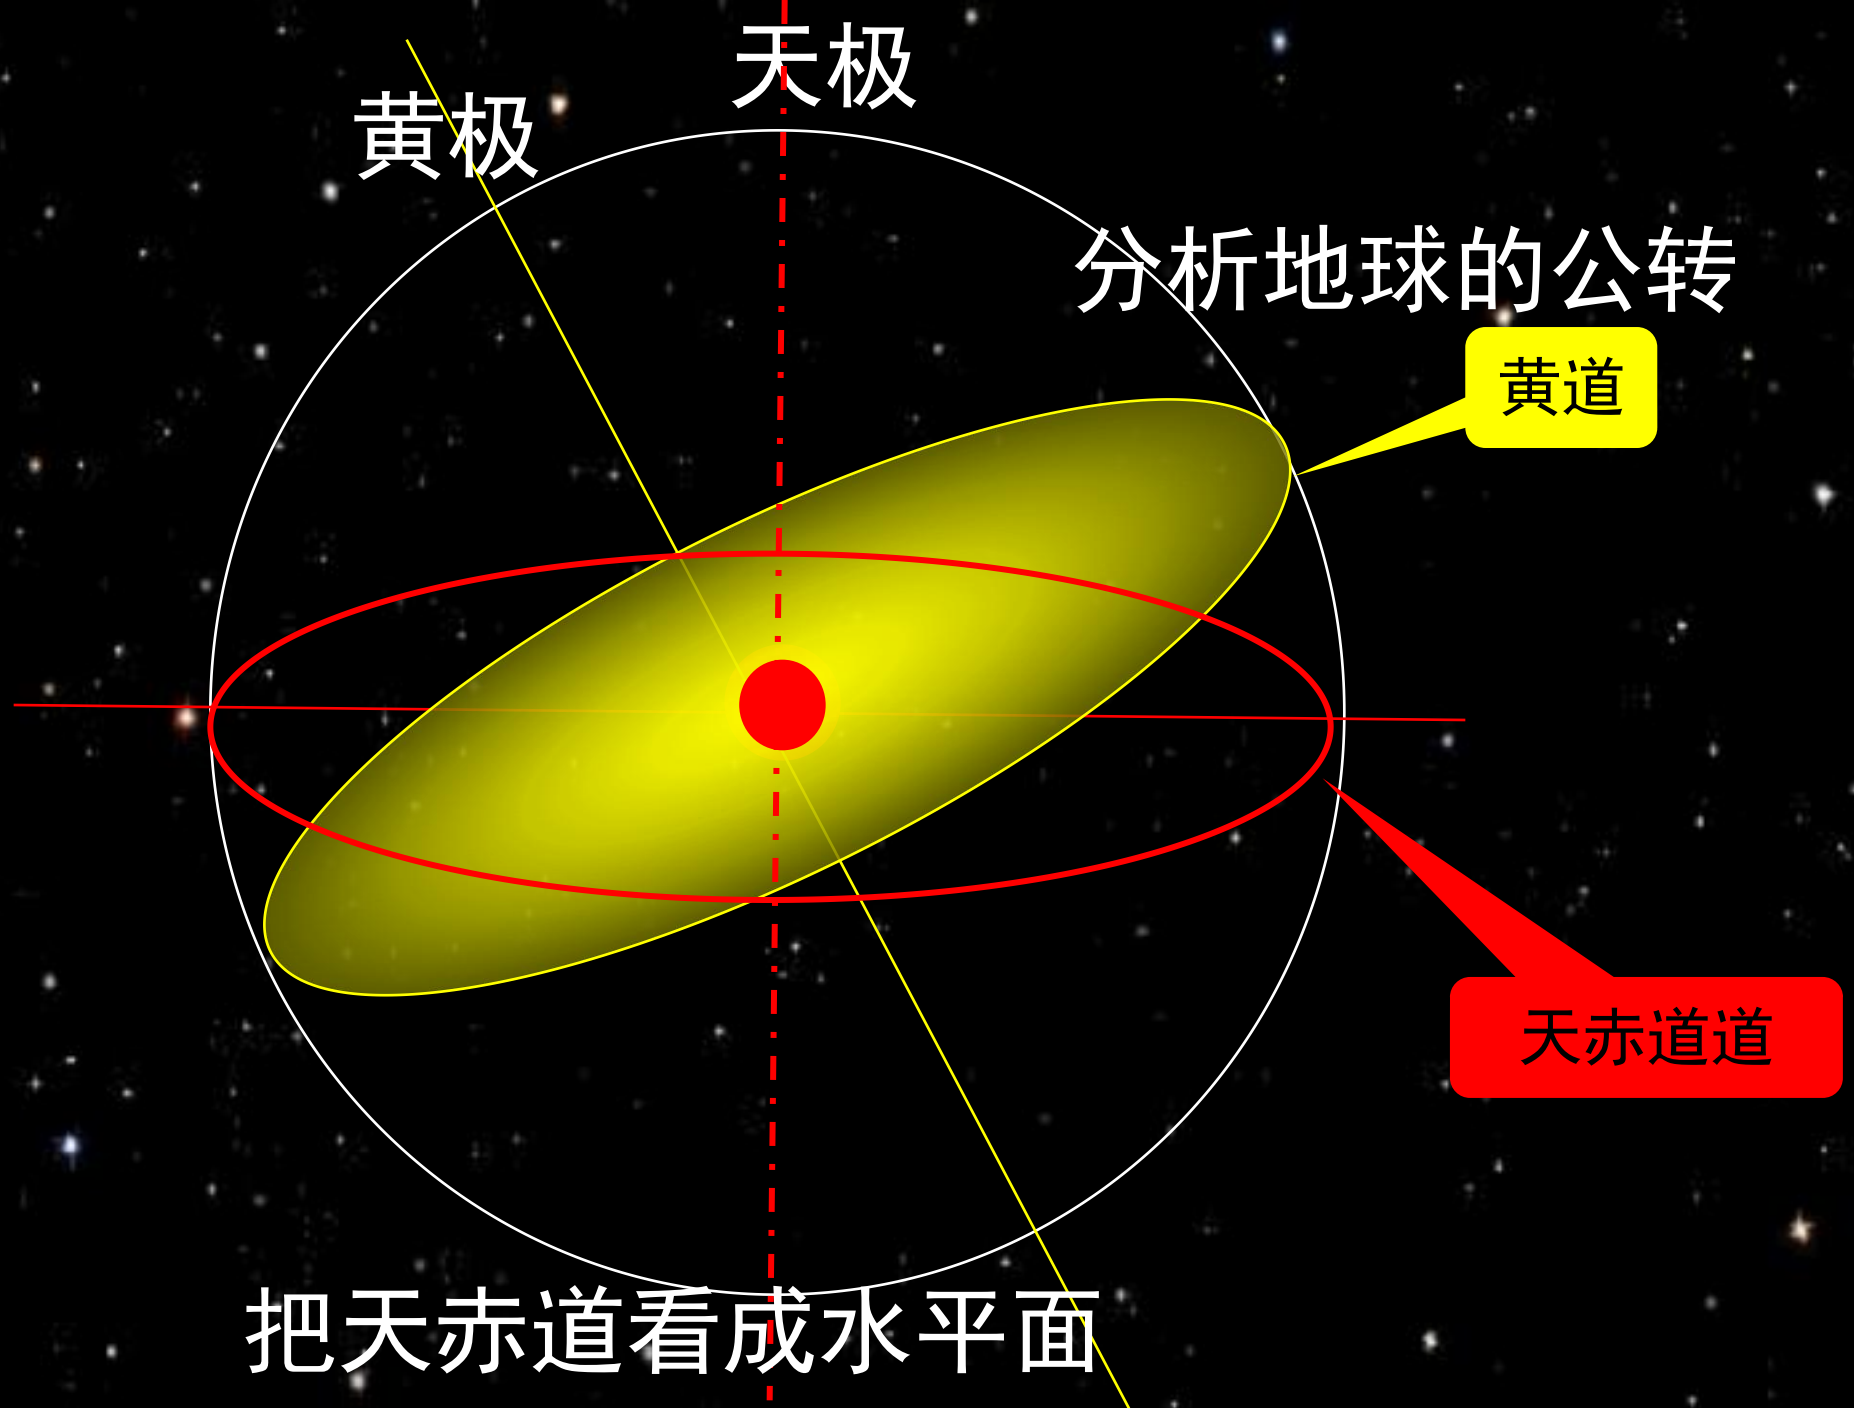 天极
黄极
分析地球的公转
黄道
天赤道道
把天赤道看成水平面